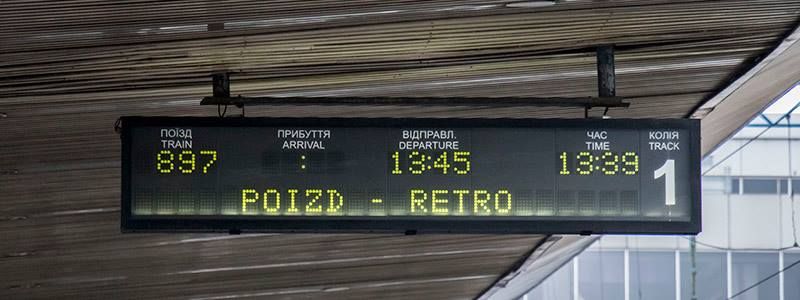 ПОЇЗД ПРИБУТТЯ ВІДПРАВЛ. ЧАС КОЛІЯ
TRAIN ARRIVAL DEPARTURE TIME TRACK
897 : 13:45 13:39 1
POIZD - RETRO